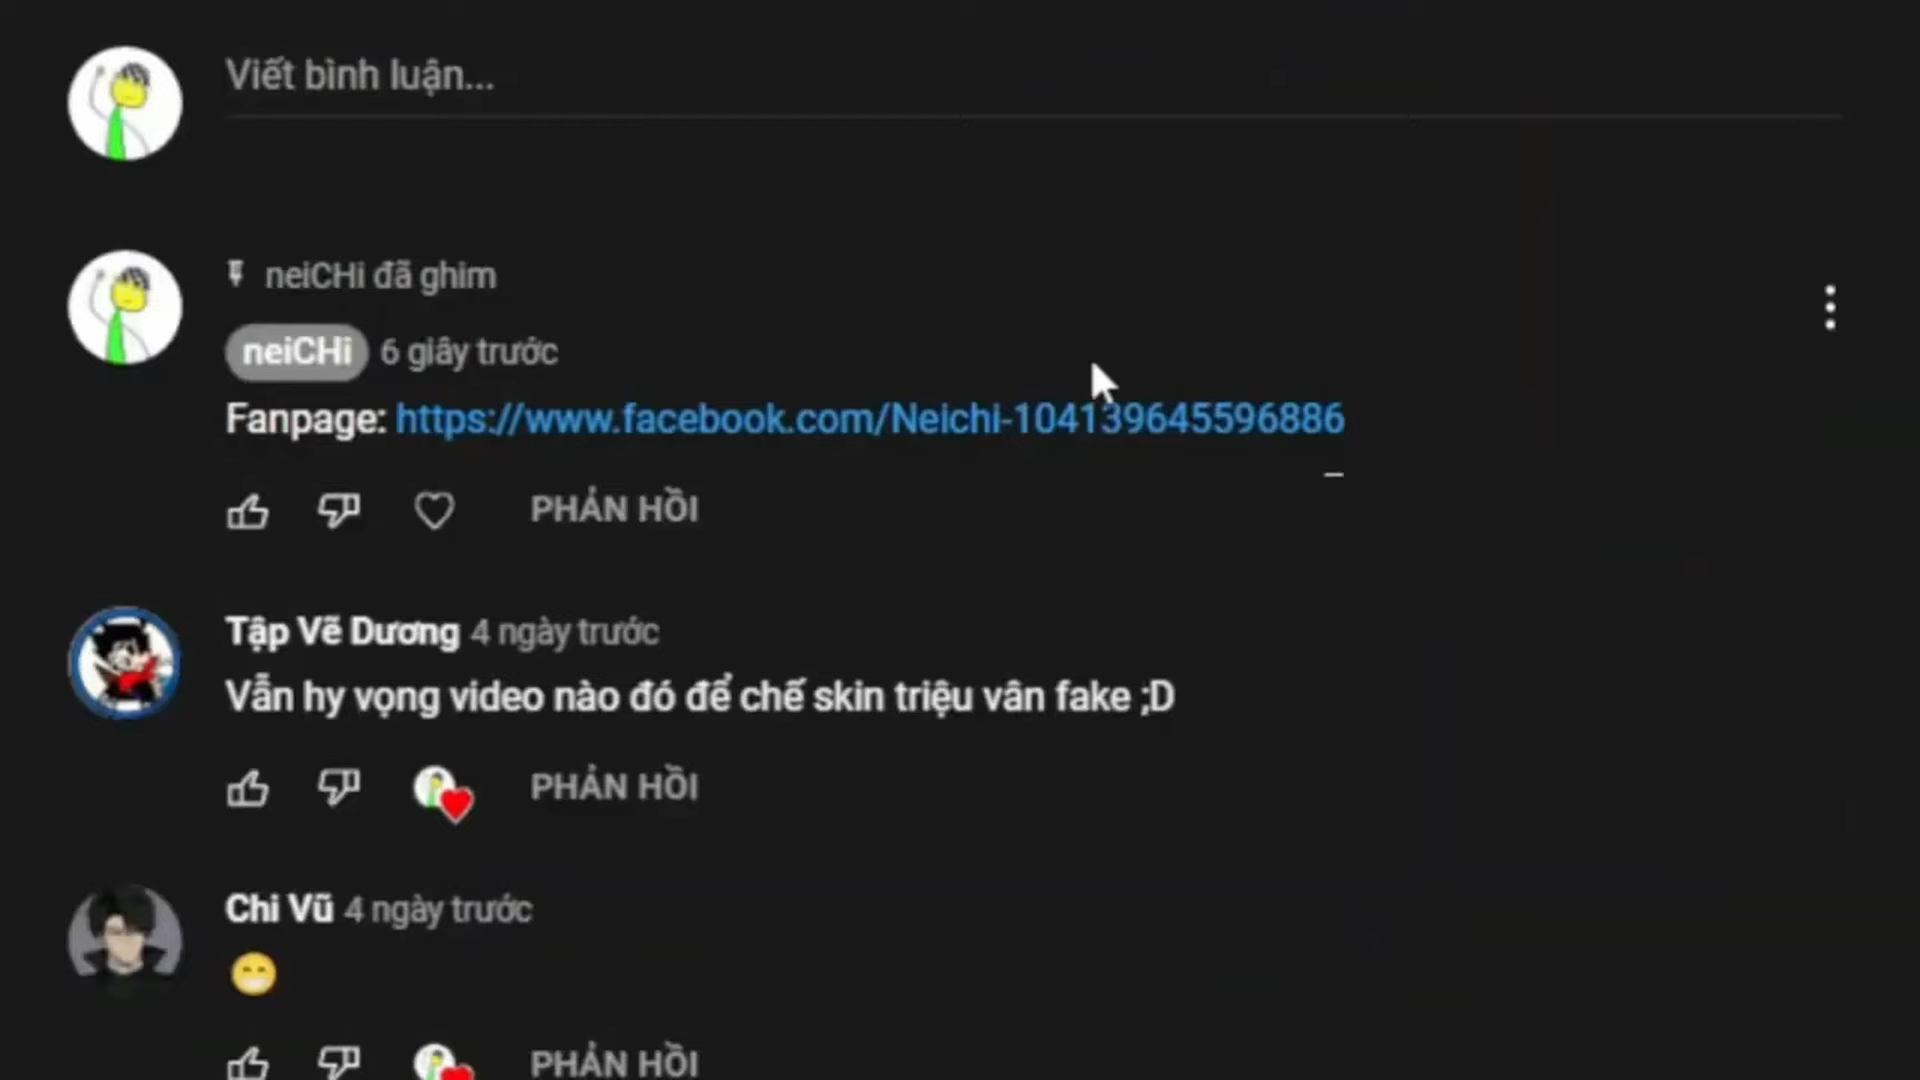 Viết bình luận...
neiCHi đã ghim
neiCHi 6 giây trước
Fanpage: https://www.facebook.com/Neichi-104139645596886
PHẢN HỒI
Tập Vẽ Dương 4 ngày trước
Vẫn hy vọng video nào đó để chế skin triệu vân fake ;D
PHẢN HỒI
Chi Vũ 4 ngày trước
😁
PHẢN HỒI